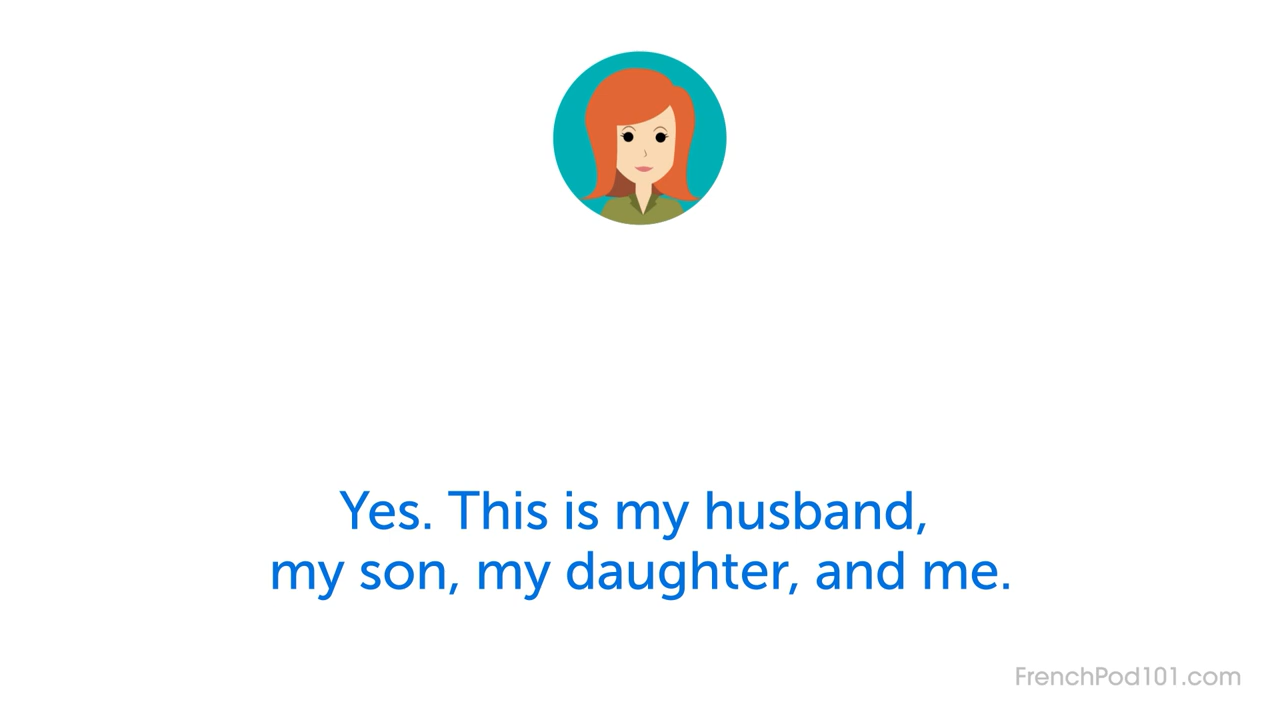 Yes. This is my husband,
my son, my daughter, and me.
FrenchPod101.com